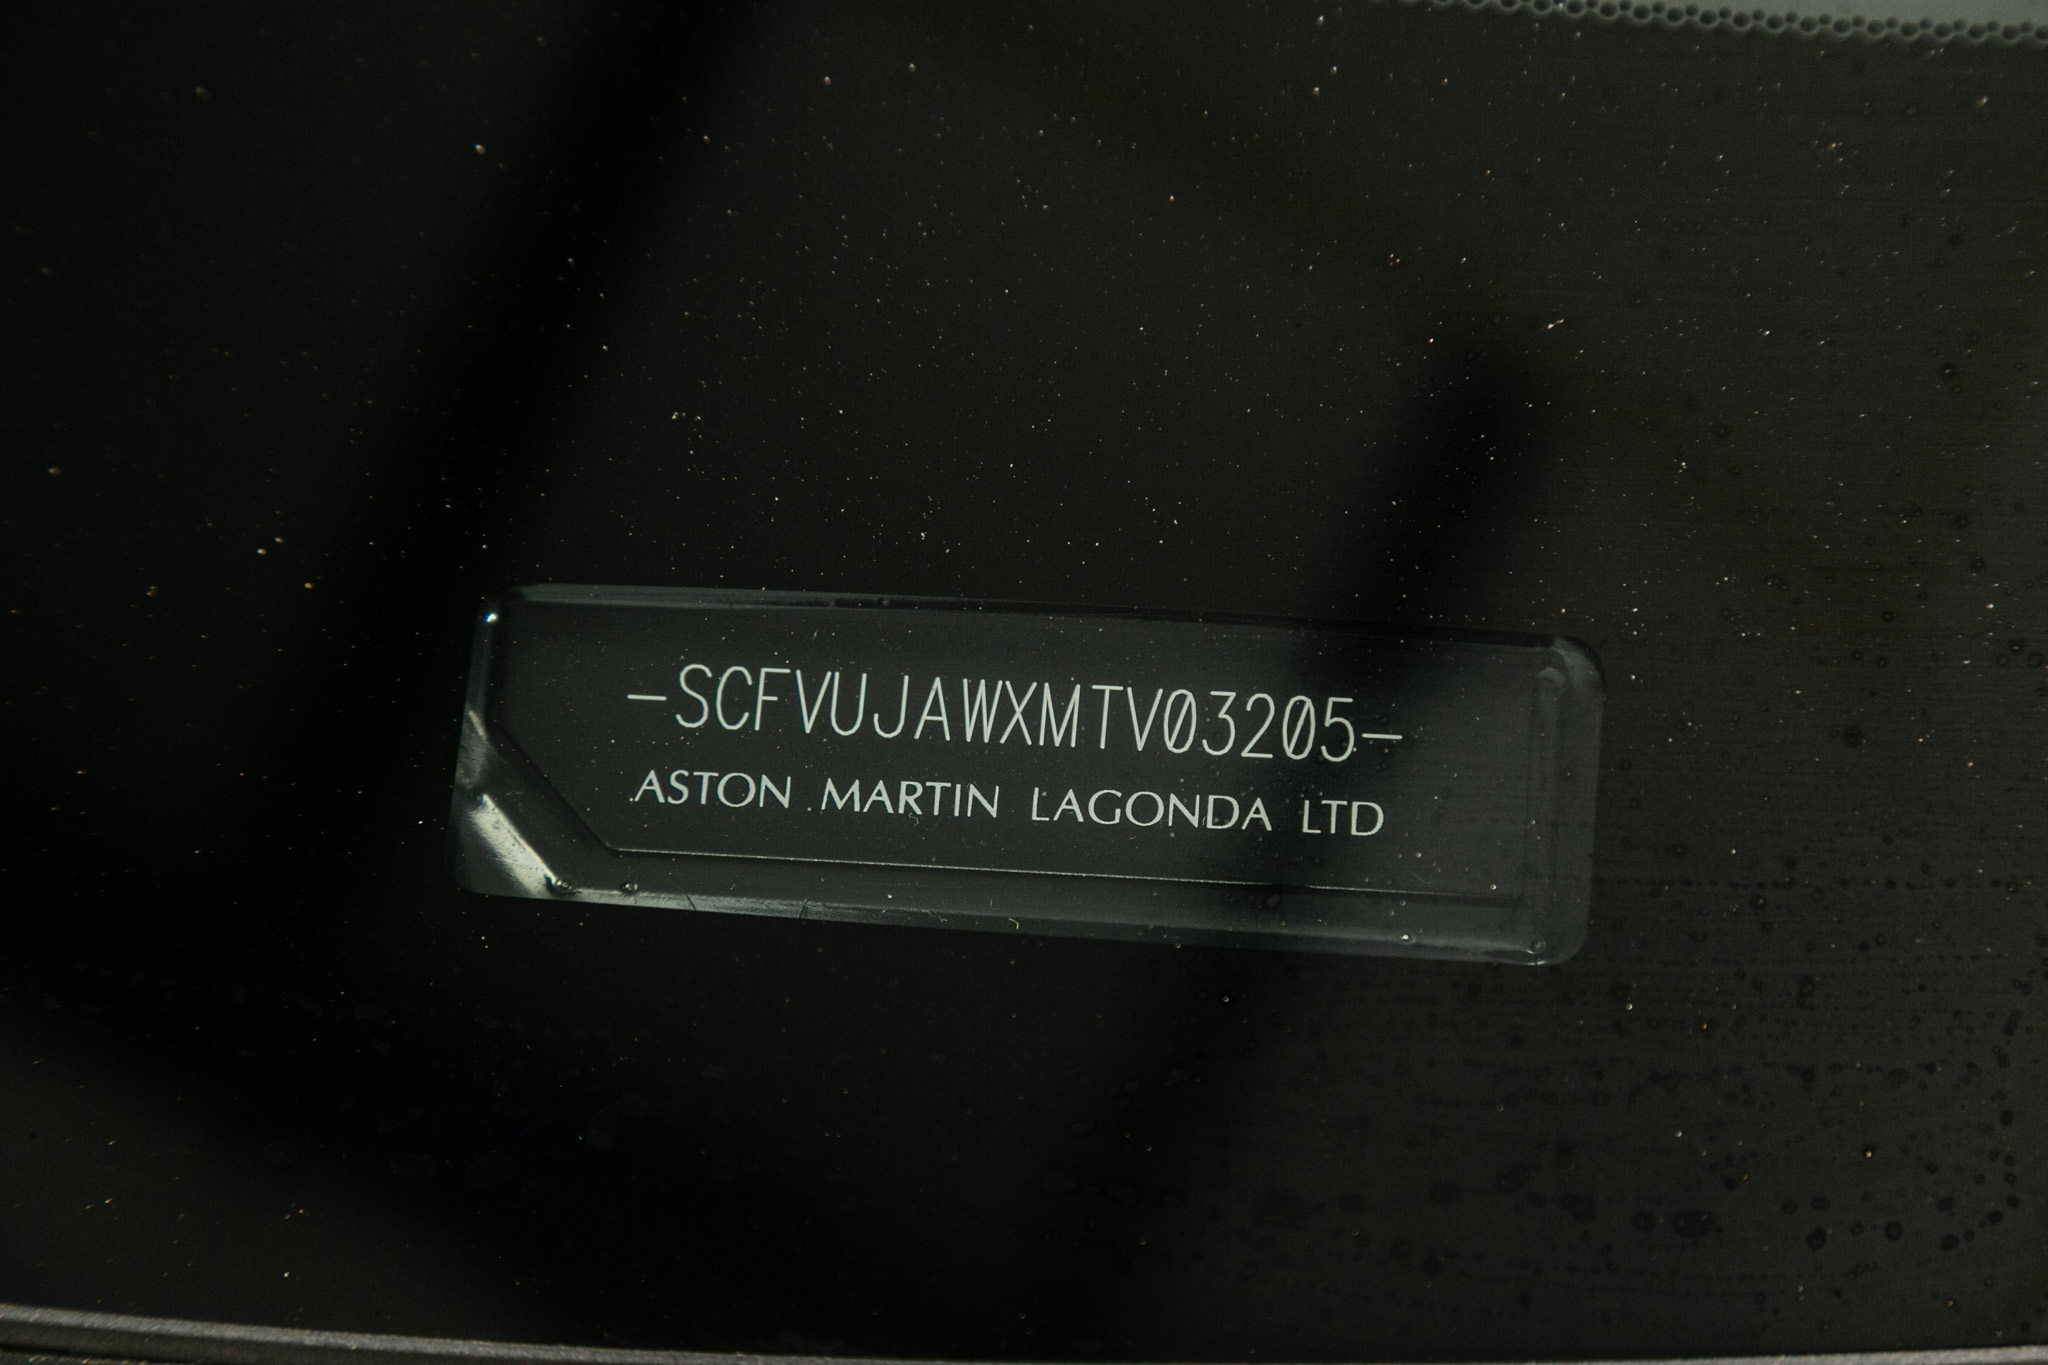 -SCFVUJAWXMTV03205-
ASTON MARTIN LAGONDA LTD